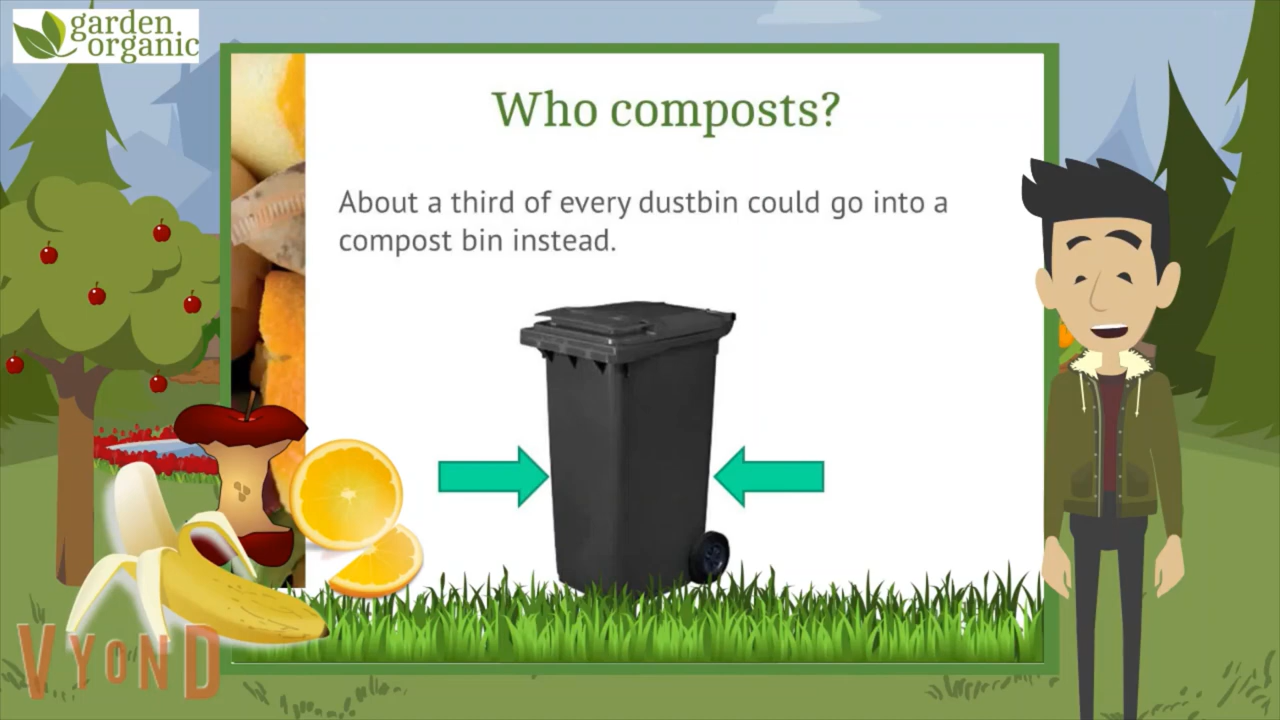 garden
organic
Who composts?
About a third of every dustbin could go into a
compost bin instead.
VYOND